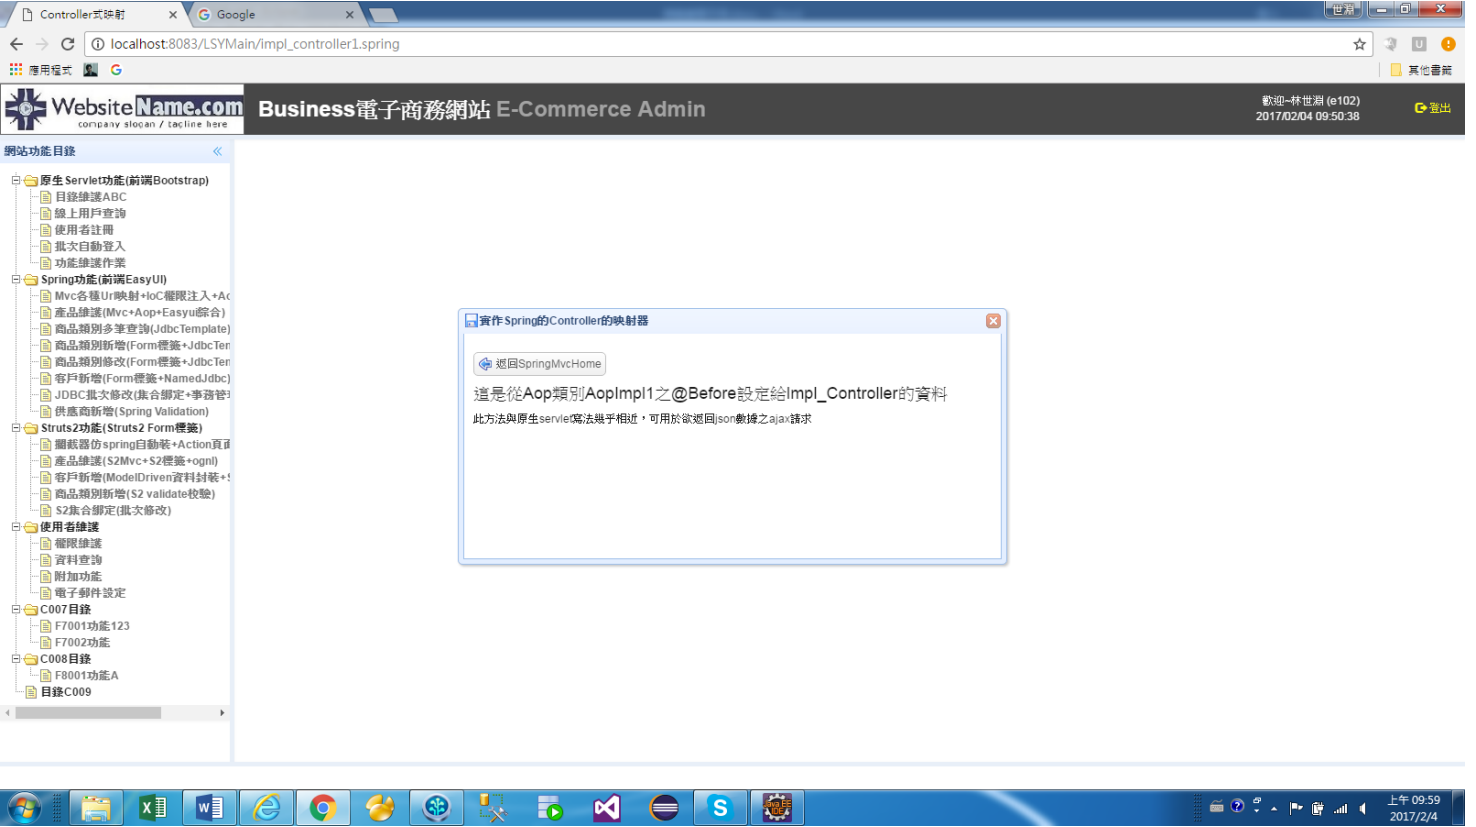 Controller式映射
Google
世淵
localhost:8083/LSYMain/impl_controller1.spring
應用程式
其他書籤
WebsiteName.com
company slogan / tagline here
Business電子商務網站 E-Commerce Admin
歡迎~林世淵 (e102)
2017/02/04 09:50:38
登出
網站功能目錄
原生Servlet功能(前端Bootstrap)
目錄維護ABC
線上用戶查詢
使用者註冊
批次自動登入
功能維護作業
Spring功能(前端EasyUI)
Mvc各種Url映射+IoC權限注入+Ac
產品維護(Mvc+Aop+Easyui綜合)
商品類別多筆查詢(JdbcTemplate)
商品類別新增(Form標籤+JdbcTen
商品類別修改(Form標籤+JdbcTen
客戶新增(Form標籤+NamedJdbc)
JDBC批次修改(集合綁定+事務管理
供應商新增(Spring Validation)
Struts2功能(Struts2 Form標籤)
攔截器仿spring自動裝+Action頁面
產品維護(S2Mvc+S2標籤+ognl)
客戶新增(ModelDriven資料封裝+S
商品類別新增(S2 validate校驗)
S2集合綁定(批次修改)
使用者維護
權限維護
資料查詢
附加功能
電子郵件設定
C007目錄
F7001功能123
F7002功能
C008目錄
F8001功能A
目錄C009
實作Spring的Controller的映射器
返回SpringMvcHome
這是從Aop類別AopImpl1之@Before設定給Impl_Controller的資料
此方法與原生servlet寫法幾乎相近，可用於欲返回json數據之ajax請求
上午 09:59
2017/2/4